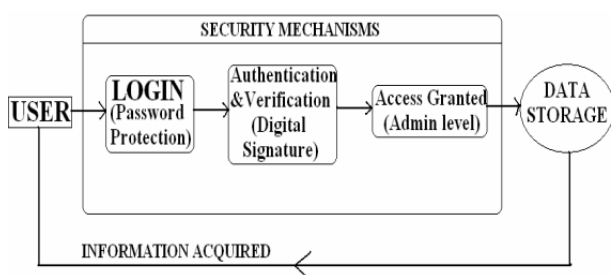 SECURITY MECHANISMS
USER
LOGIN
(Password
Protection)
Authentication
&Verification
(Digital
Signature)
Access Granted
(Admin level)
DATA
STORAGE
INFORMATION ACQUIRED